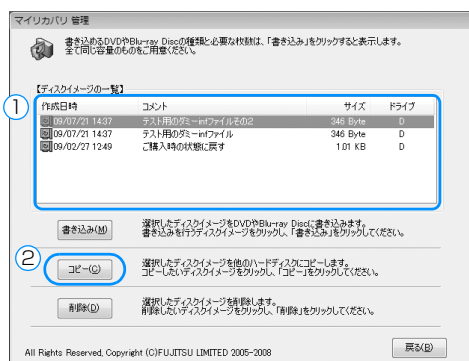 マイリカバリ 管理
書き込めるDVDやBlu-ray Discの種類と必要な枚数は、「書き込み」をクリックすると表示します。
全て同じ容量のものをご用意ください。
【ディスクイメージの一覧】
①
作成日時 コメント サイズ ドライブ
09/07/21 14:37 テスト用のダミーinfファイルその2 346 Byte D
09/07/21 14:37 テスト用のダミーinfファイル 346 Byte D
09/02/27 12:49 ご購入時の状態に戻す 1.01 KB D
書き込み(M)
選択したディスクイメージをDVDやBlu-ray Discに書き込みます。
書き込みを行うディスクイメージをクリックし、「書き込み」をクリックしてください。
②
コピー(C)
選択したディスクイメージを他のハードディスクにコピーします。
コピーしたいディスクイメージをクリックし、「コピー」をクリックしてください。
削除(D)
選択したディスクイメージを削除します。
削除したいディスクイメージをクリックし、「削除」をクリックしてください。
All Rights Reserved, Copyright (C)FUJITSU LIMITED 2005-2008
戻る(B)